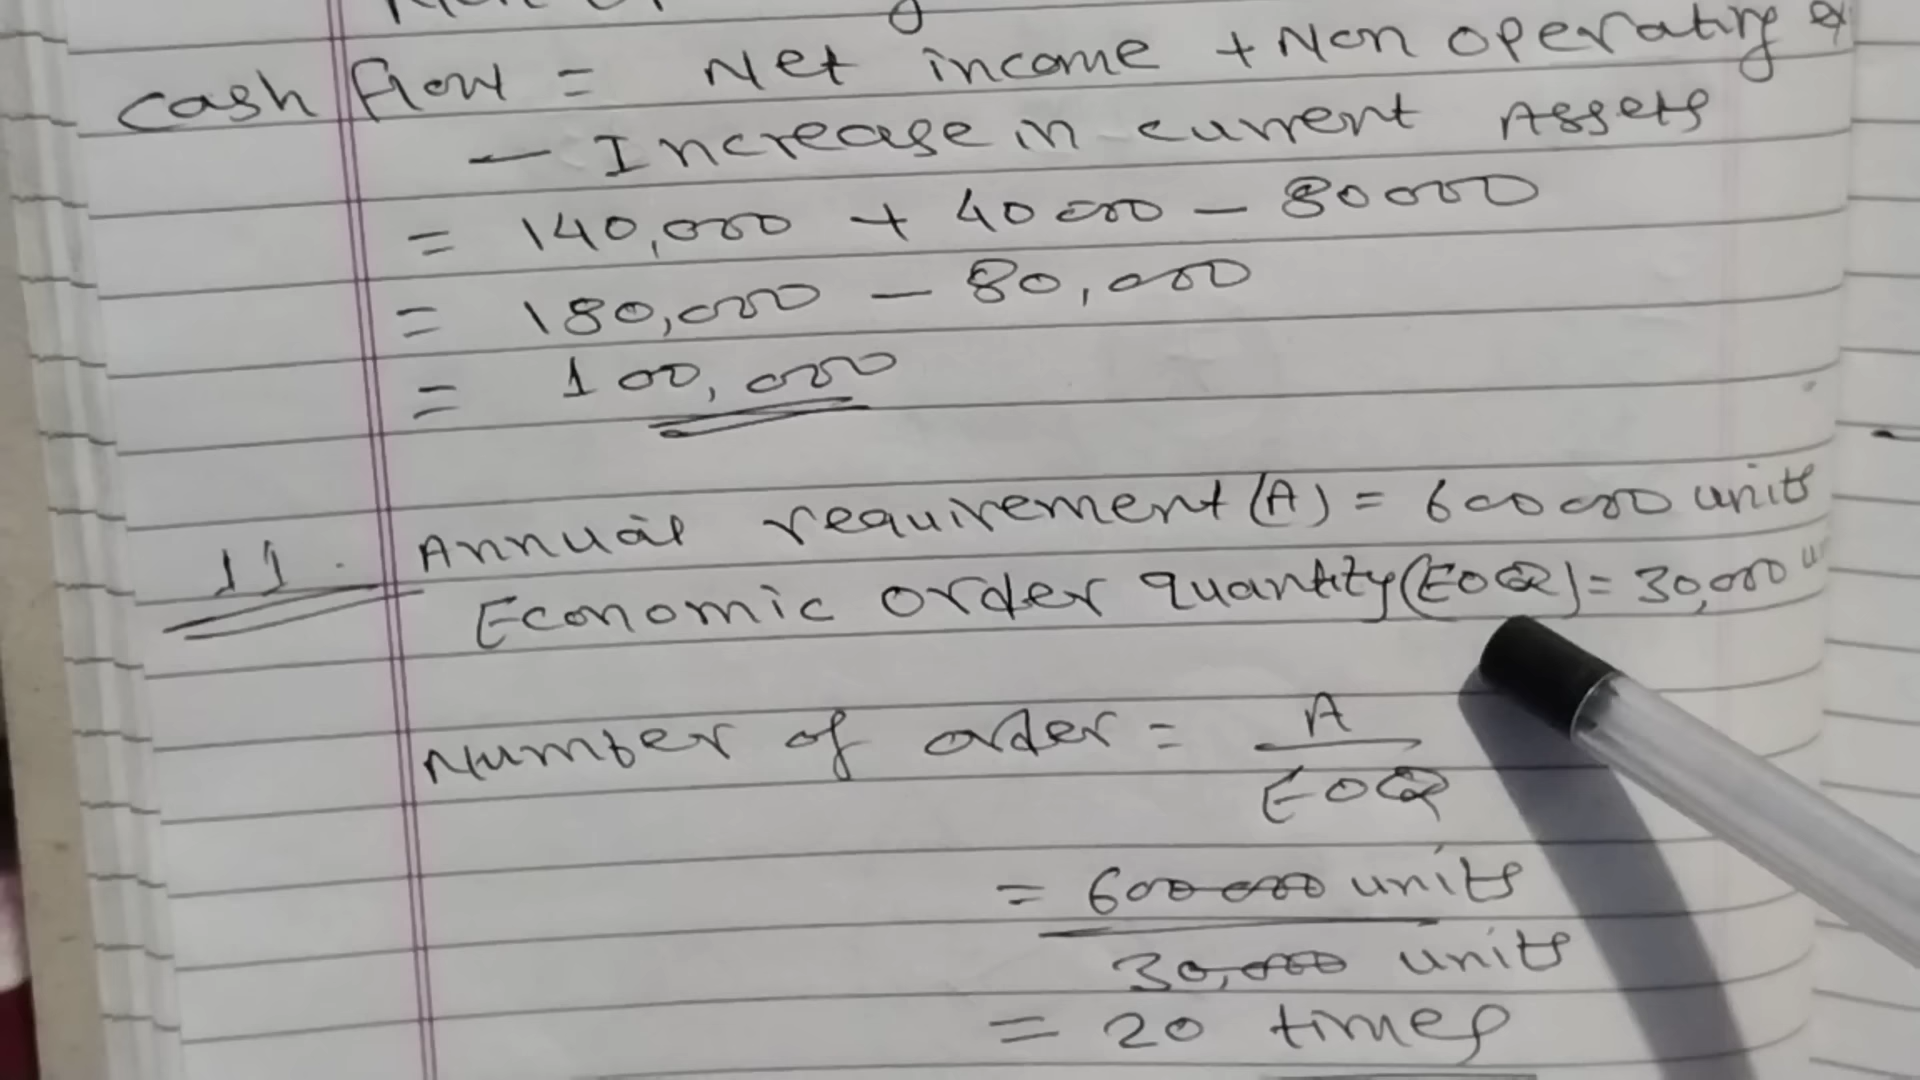 Cash flow = Net income + Non operating
- Increase in current Assets
= 140,000 + 40000 - 80000
= 180,000 - 80,000
= 100,000
11. Annual requirement (A) = 600000 units
Economic order quantity (EOQ) = 30,000
Number of order = A
EOQ
= 600000 units
30,000 units
= 20 times